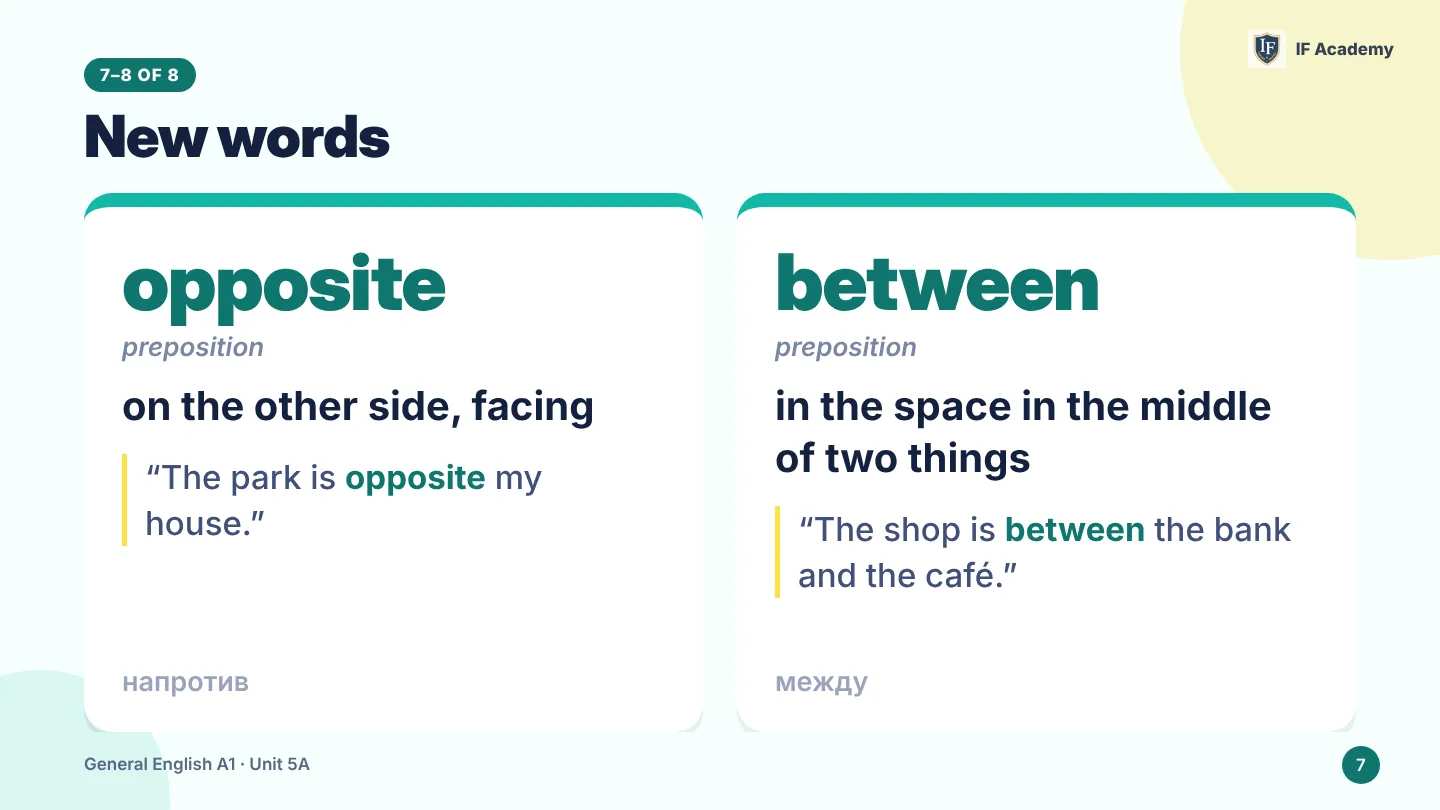 IF Academy
7–8 OF 8
New words
opposite
preposition
on the other side, facing
“The park is opposite my
house.”
напротив
between
preposition
in the space in the middle
of two things
“The shop is between the bank
and the café.”
между
General English A1 · Unit 5A
7